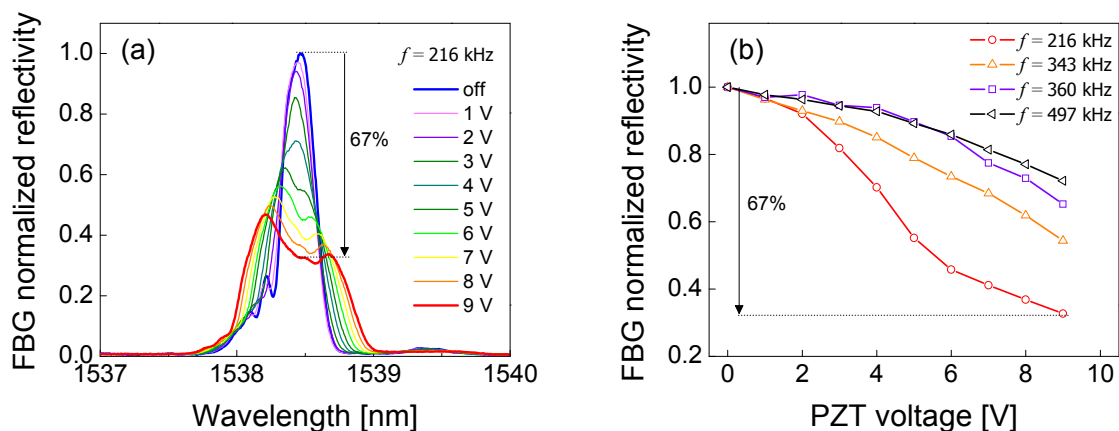 (a)
f = 216 kHz
off
1 V
2 V
3 V
4 V
5 V
6 V
7 V
8 V
9 V
67%
1.0
0.8
0.6
0.4
0.2
0.0
1537
1538
1539
1540
Wavelength [nm]
FBG normalized reflectivity
(b)
f = 216 kHz
f = 343 kHz
f = 360 kHz
f = 497 kHz
67%
1.0
0.8
0.6
0.4
0.2
0
2
4
6
8
10
PZT voltage [V]
FBG normalized reflectivity